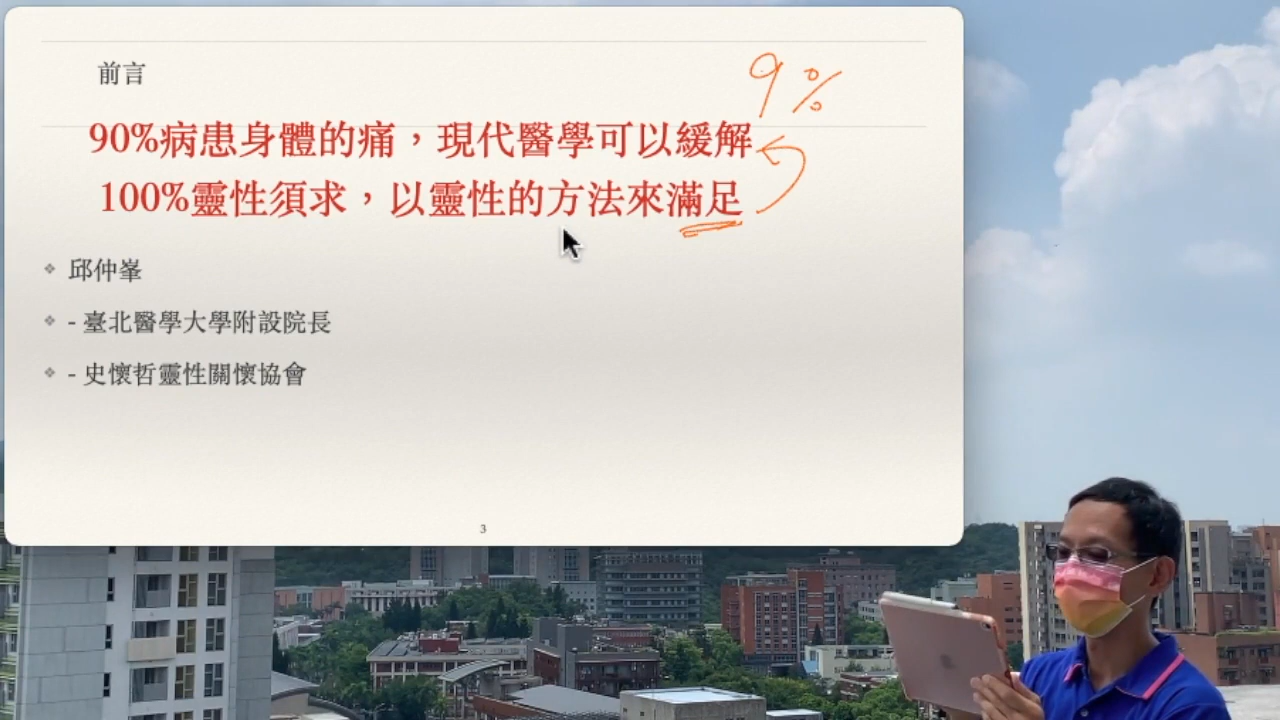 前言
9%
90%病患身體的痛，現代醫學可以緩解
100%靈性須求，以靈性的方法來滿足
邱仲峯
- 臺北醫學大學附設院長
- 史懷哲靈性關懷協會
3